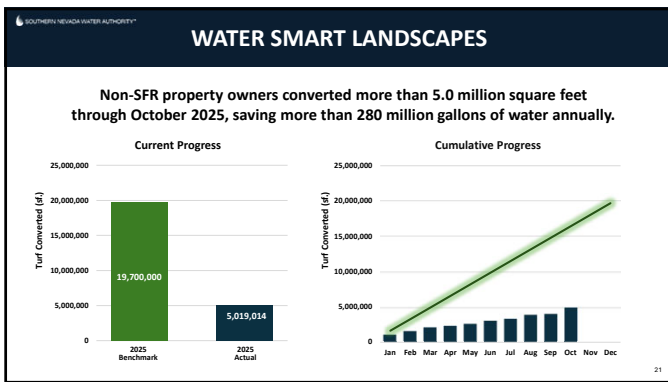 SOUTHERN NEVADA WATER AUTHORITY™
WATER SMART LANDSCAPES
Non-SFR property owners converted more than 5.0 million square feet
through October 2025, saving more than 280 million gallons of water annually.
Current Progress
Turf Converted (sf.)
25,000,000
20,000,000
15,000,000
10,000,000
5,000,000
0
19,700,000
5,019,014
2025
Benchmark
2025
Actual
Cumulative Progress
Turf Converted (sf.)
25,000,000
20,000,000
15,000,000
10,000,000
5,000,000
0
Jan Feb Mar Apr May Jun Jul Aug Sep Oct Nov Dec
21